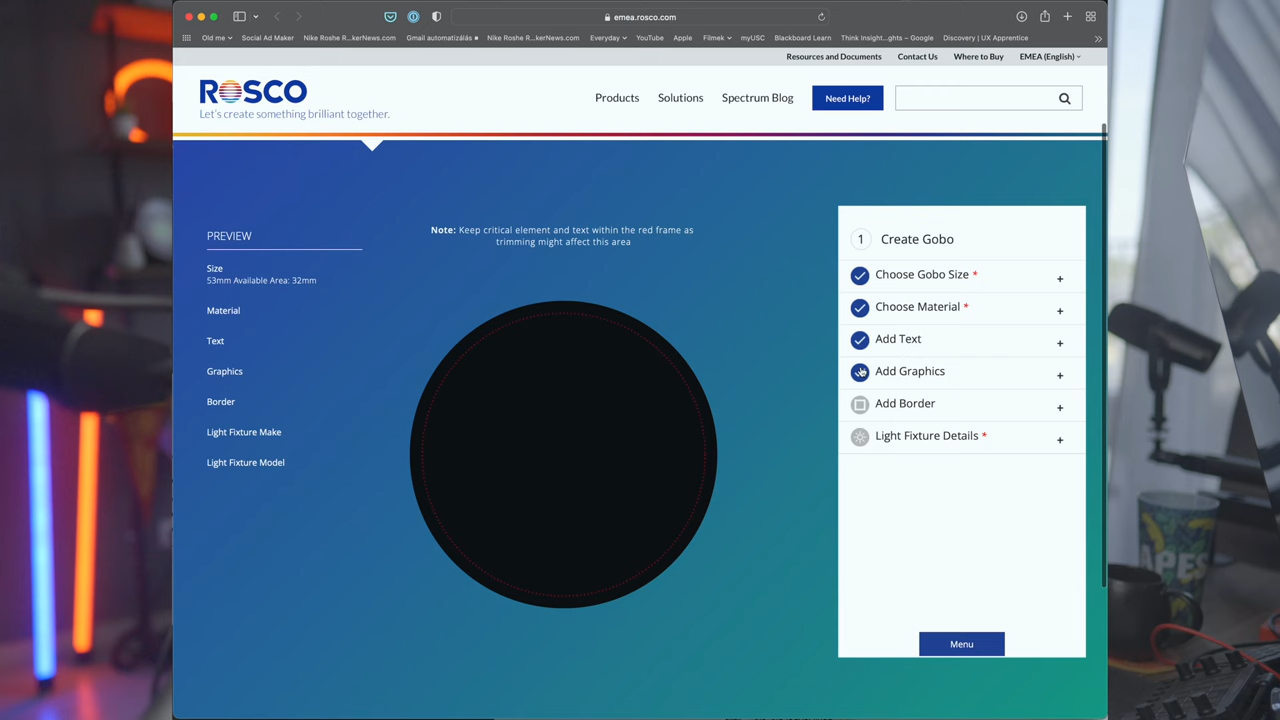 emea.rosco.com
Old me
Social Ad Maker
Nike Roshe R...kerNews.com
Gmail automatizálás
Nike Roshe R...kerNews.com
Everyday
YouTube
Apple
Filmek
myUSC
Blackboard Learn
Think Insight...ghts – Google
Discovery | UX Apprentice
Resources and Documents
Contact Us
Where to Buy
EMEA (English)
ROSCO
Let's create something brilliant together.
Products
Solutions
Spectrum Blog
Need Help?
PREVIEW
Size
53mm Available Area: 32mm
Material
Text
Graphics
Border
Light Fixture Make
Light Fixture Model
Note: Keep critical element and text within the red frame as
trimming might affect this area
1 Create Gobo
Choose Gobo Size *
+
Choose Material *
+
Add Text
+
Add Graphics
+
Add Border
+
Light Fixture Details *
+
Menu
APES